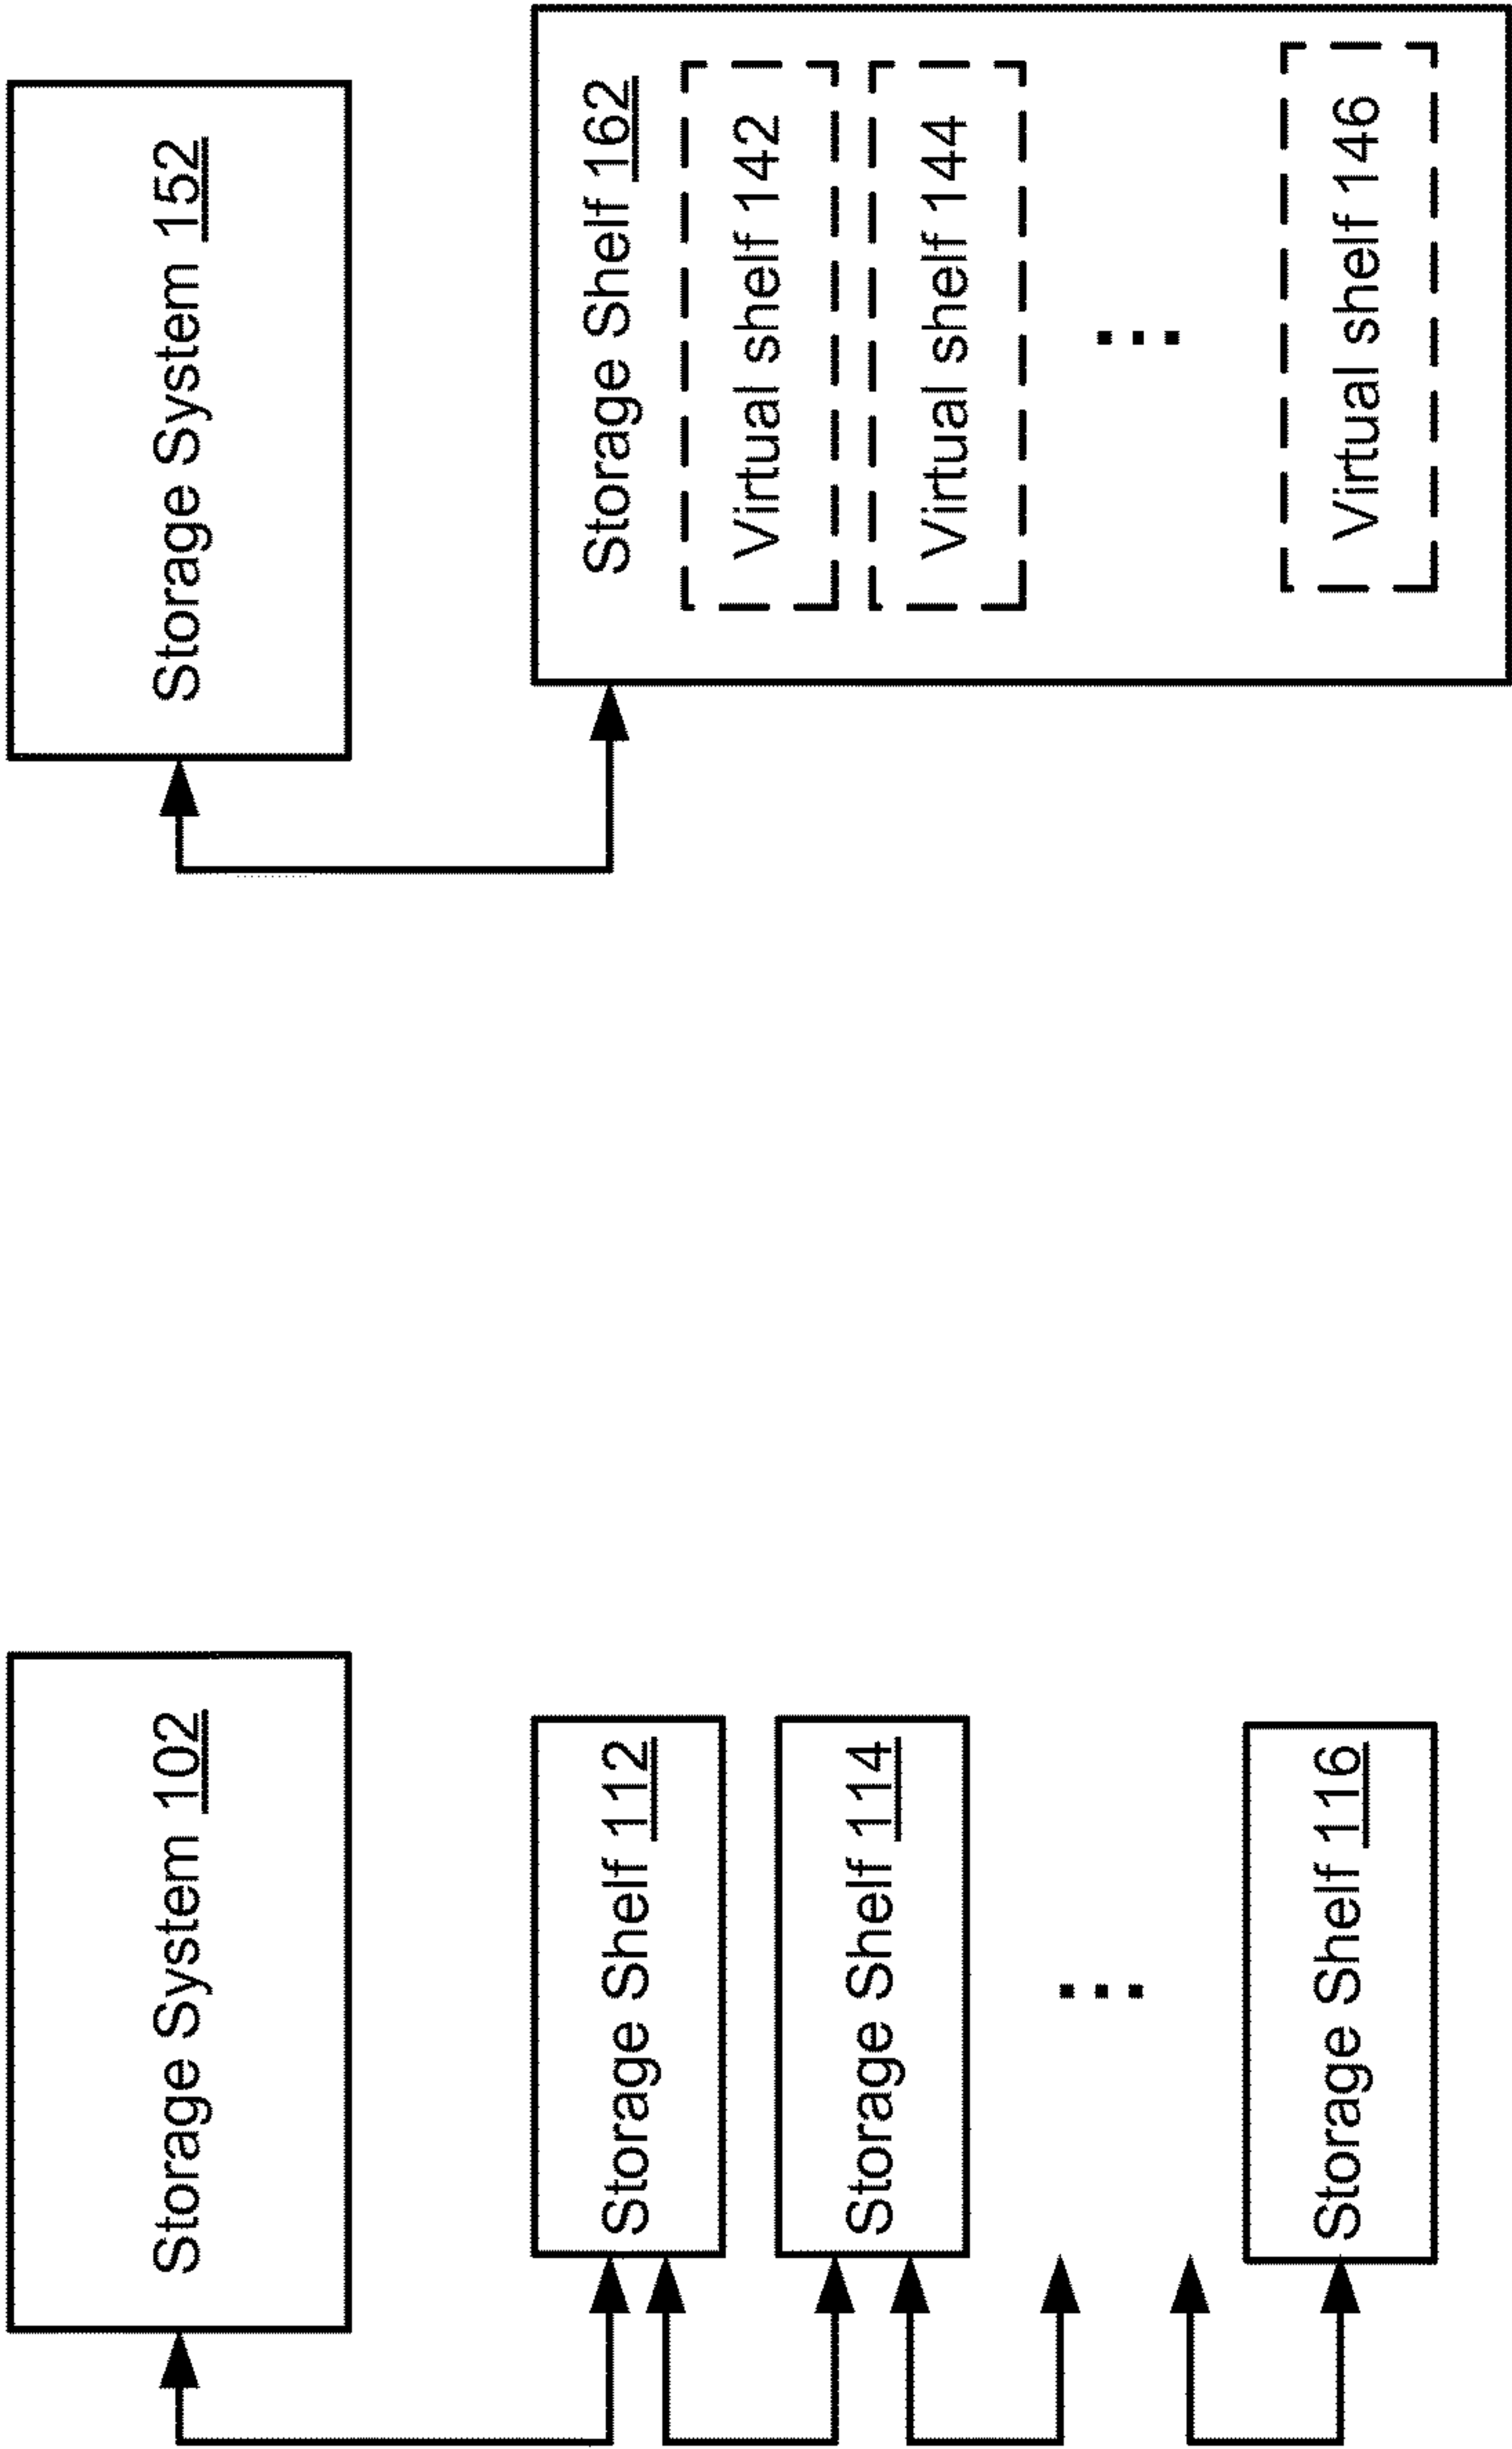 Storage System 102
Storage Shelf 112
Storage Shelf 114
Storage Shelf 116
Storage System 152
Storage Shelf 162
Virtual shelf 142
Virtual shelf 144
Virtual shelf 146